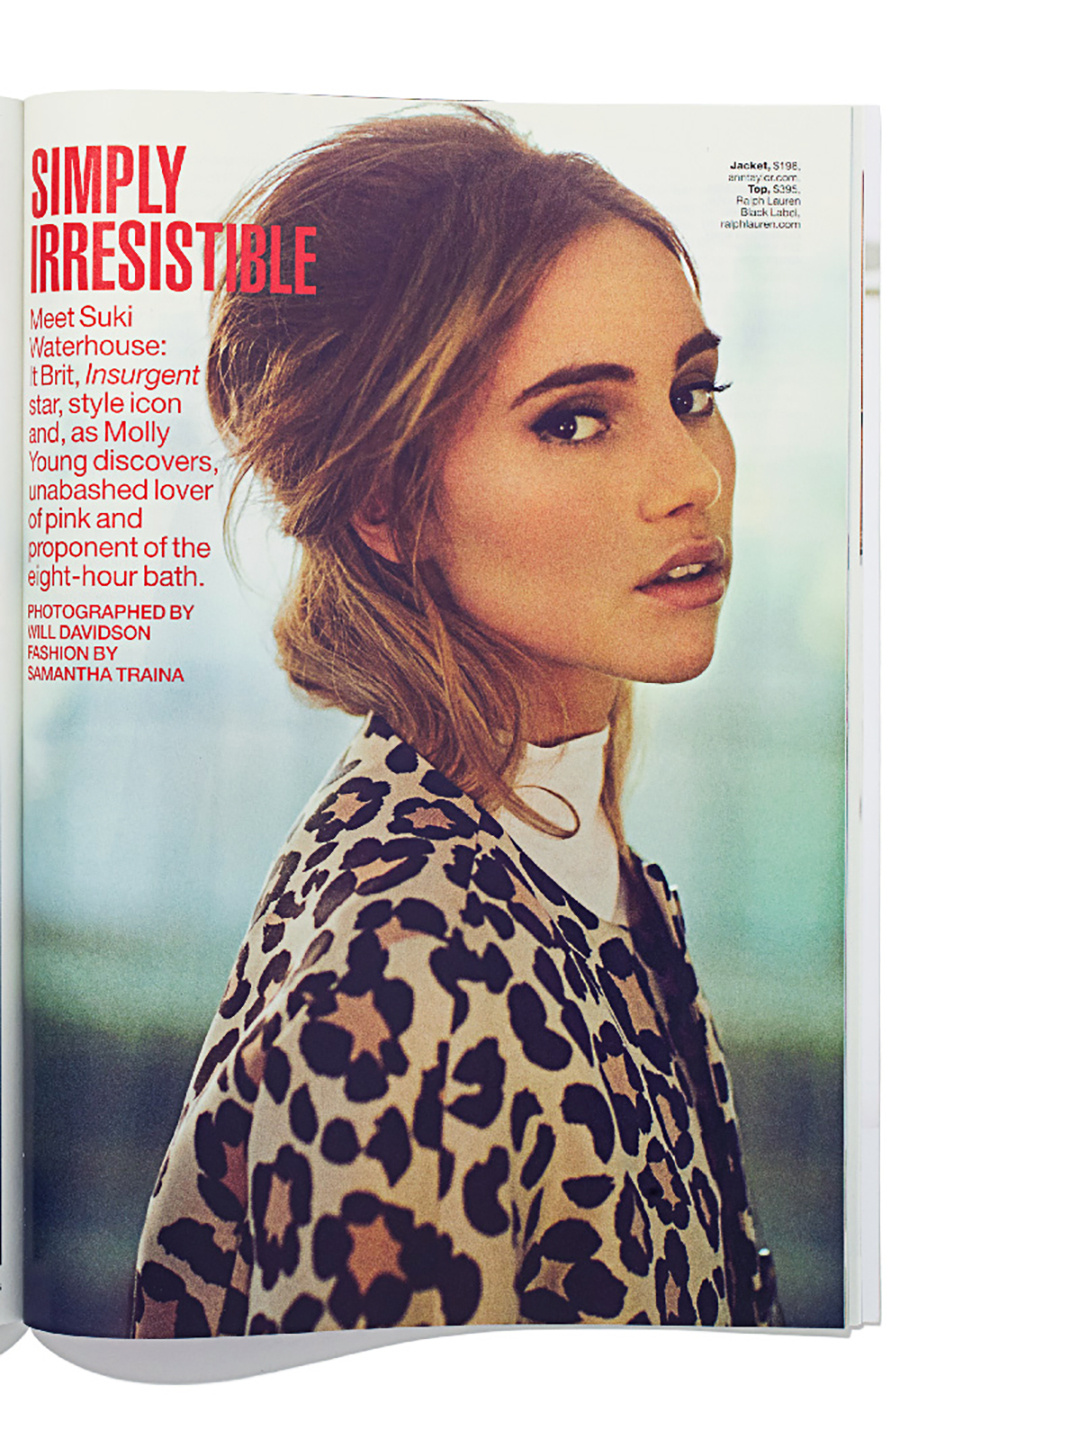 SIMPLY
IRRESISTIBLE
Meet Suki
Waterhouse:
It Brit, Insurgent
star, style icon
and, as Molly
Young discovers,
unabashed lover
of pink and
proponent of the
eight-hour bath.
PHOTOGRAPHED BY
WILL DAVIDSON
FASHION BY
SAMANTHA TRAINA
Jacket, $198,
anntaylor.com.
Top, $395,
Ralph Lauren
Black Label,
ralphlauren.com